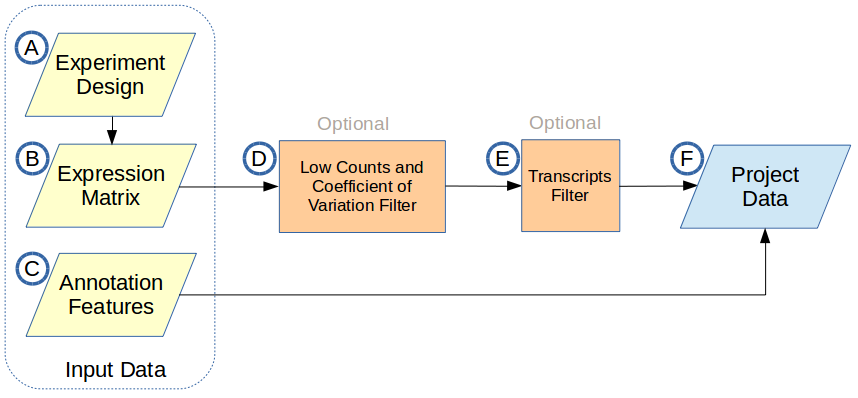 A
Experiment
Design
B
Expression
Matrix
C
Annotation
Features
Input Data
Optional
D
Low Counts and
Coefficient of
Variation Filter
Optional
E
Transcripts
Filter
F
Project
Data